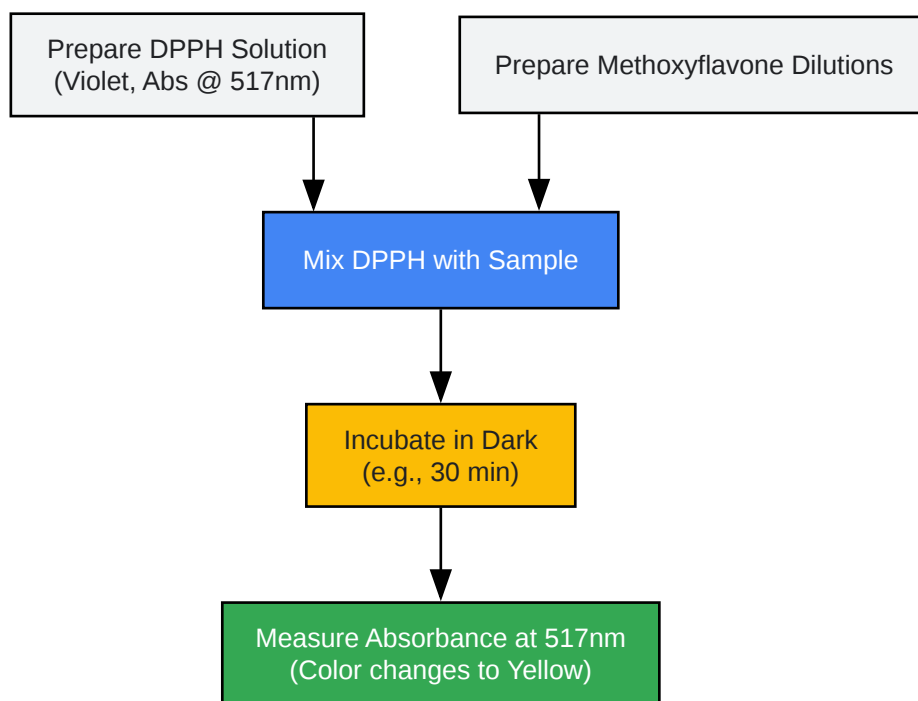 Prepare DPPH Solution
(Violet, Abs @ 517nm)
Prepare Methoxyflavone Dilutions
Mix DPPH with Sample
Incubate in Dark
(e.g., 30 min)
Measure Absorbance at 517nm
(Color changes to Yellow)